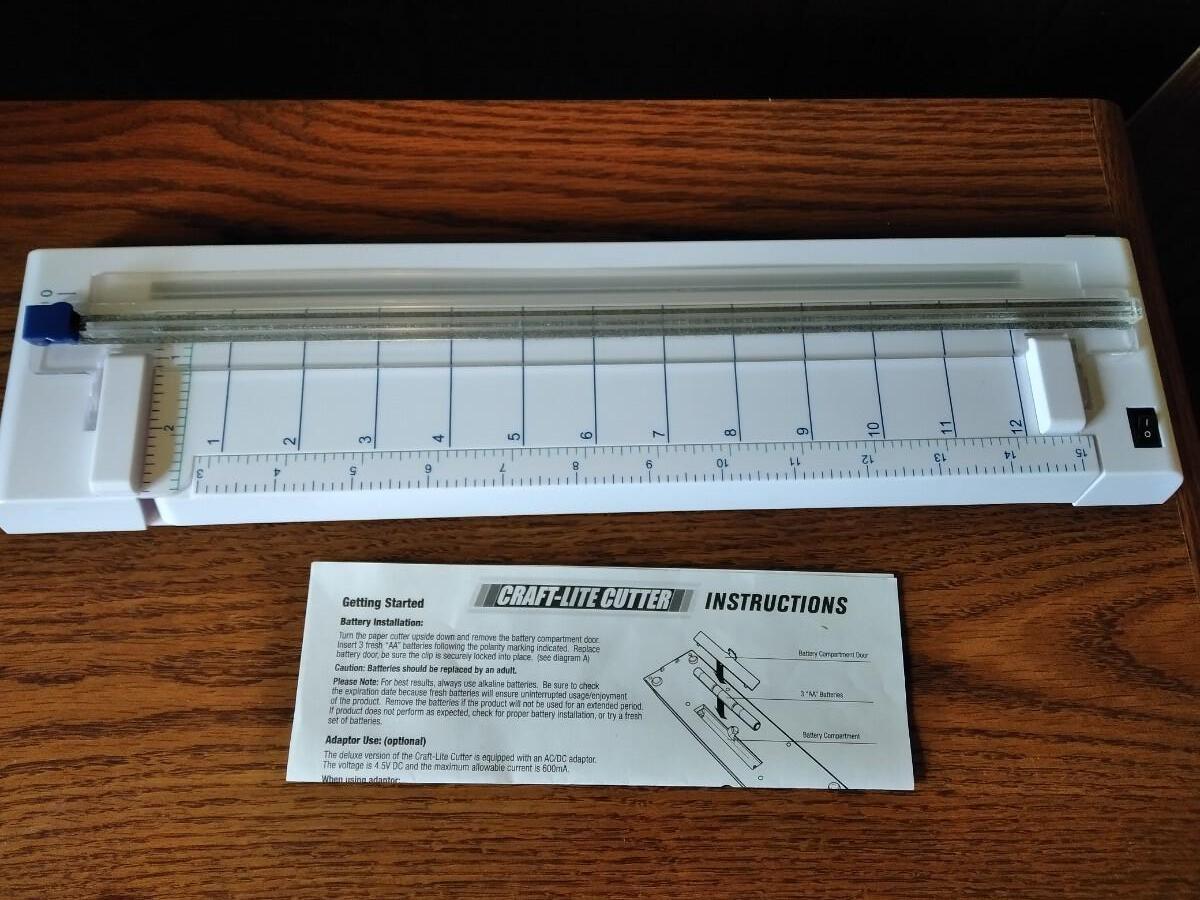 0
1
2
1 2 3 4 5 6 7 8 9 10 11 12
3 4 5 6 7 8 9 10 11 12 13 14 15
I
O
CRAFT-LITE CUTTER INSTRUCTIONS
Getting Started
Battery Installation:
Turn the paper cutter upside down and remove the battery compartment door.
Insert 3 fresh "AA" batteries following the polarity marking indicated. Replace
battery door, be sure the clip is securely locked into place. (see diagram A)
Caution: Batteries should be replaced by an adult.
Please Note: For best results, always use alkaline batteries. Be sure to check
the expiration date because fresh batteries will ensure uninterrupted usage/enjoyment
of the product. Remove the batteries if the product will not be used for an extended period.
If product does not perform as expected, check for proper battery installation, or try a fresh
set of batteries.
Adaptor Use: (optional)
The deluxe version of the Craft-Lite Cutter is equipped with an AC/DC adaptor.
The voltage is 4.5V DC and the maximum allowable current is 600mA.
When using adaptor:
Battery Compartment Door
3 "AA" Batteries
Battery Compartment